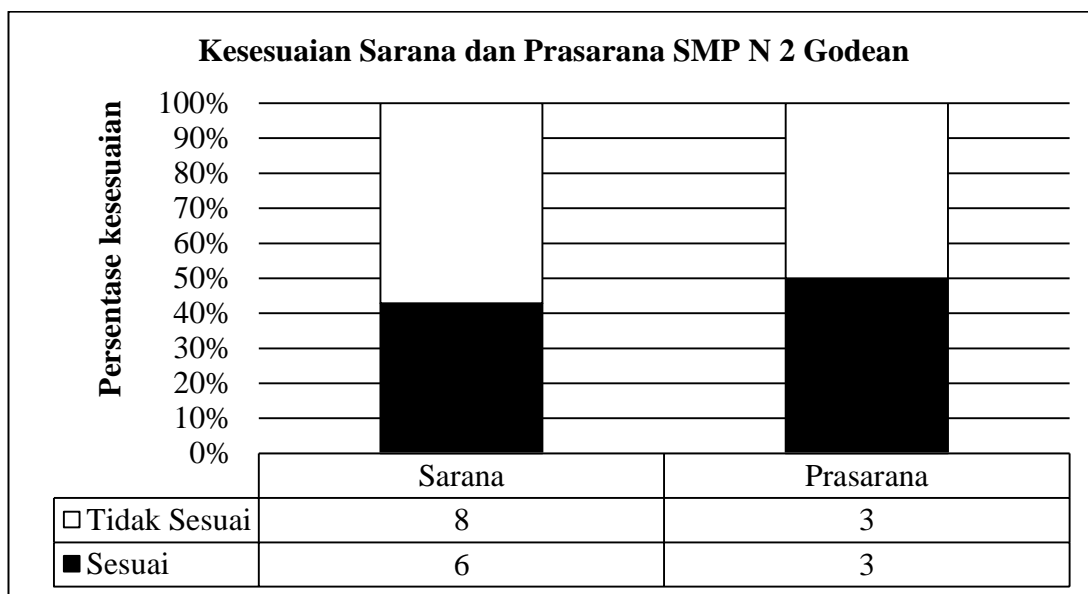 Kesesuaian Sarana dan Prasarana SMP N 2 Godean
Persentase kesesuaian
100%
90%
80%
70%
60%
50%
40%
30%
20%
10%
0%
Sarana Prasarana
Tidak Sesuai 8 3
Sesuai 6 3